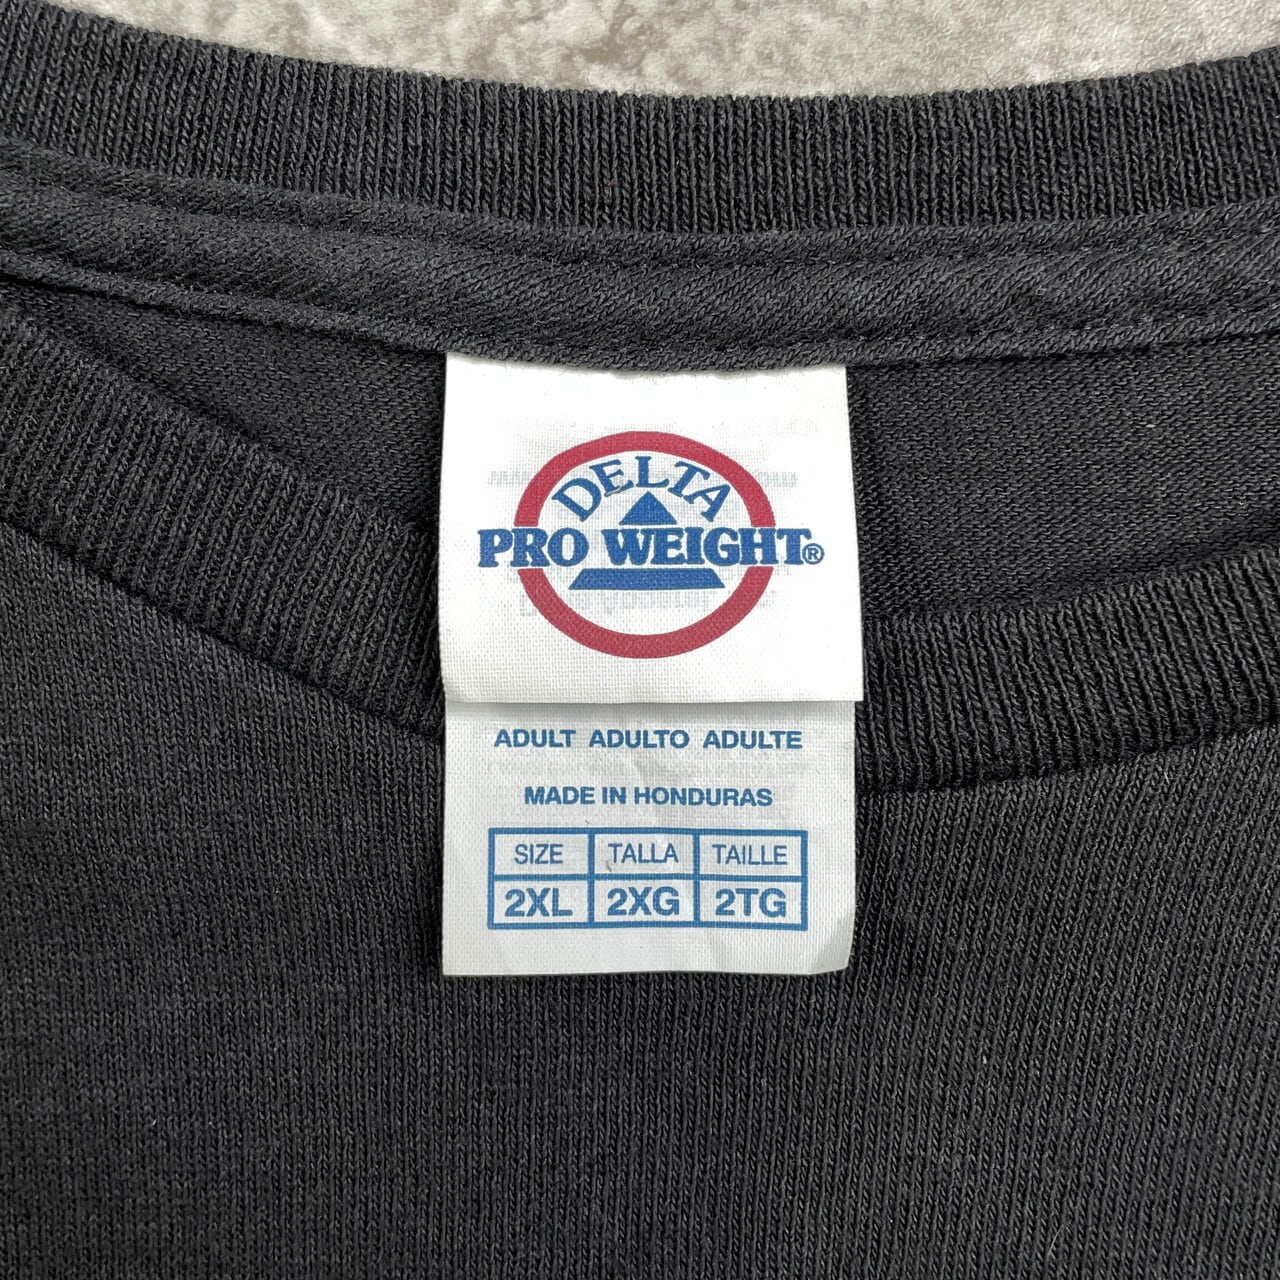 DELTA
PRO WEIGHT®
ADULT ADULTO ADULTE
MADE IN HONDURAS
SIZE TALLA TAILLE
2XL 2XG 2TG